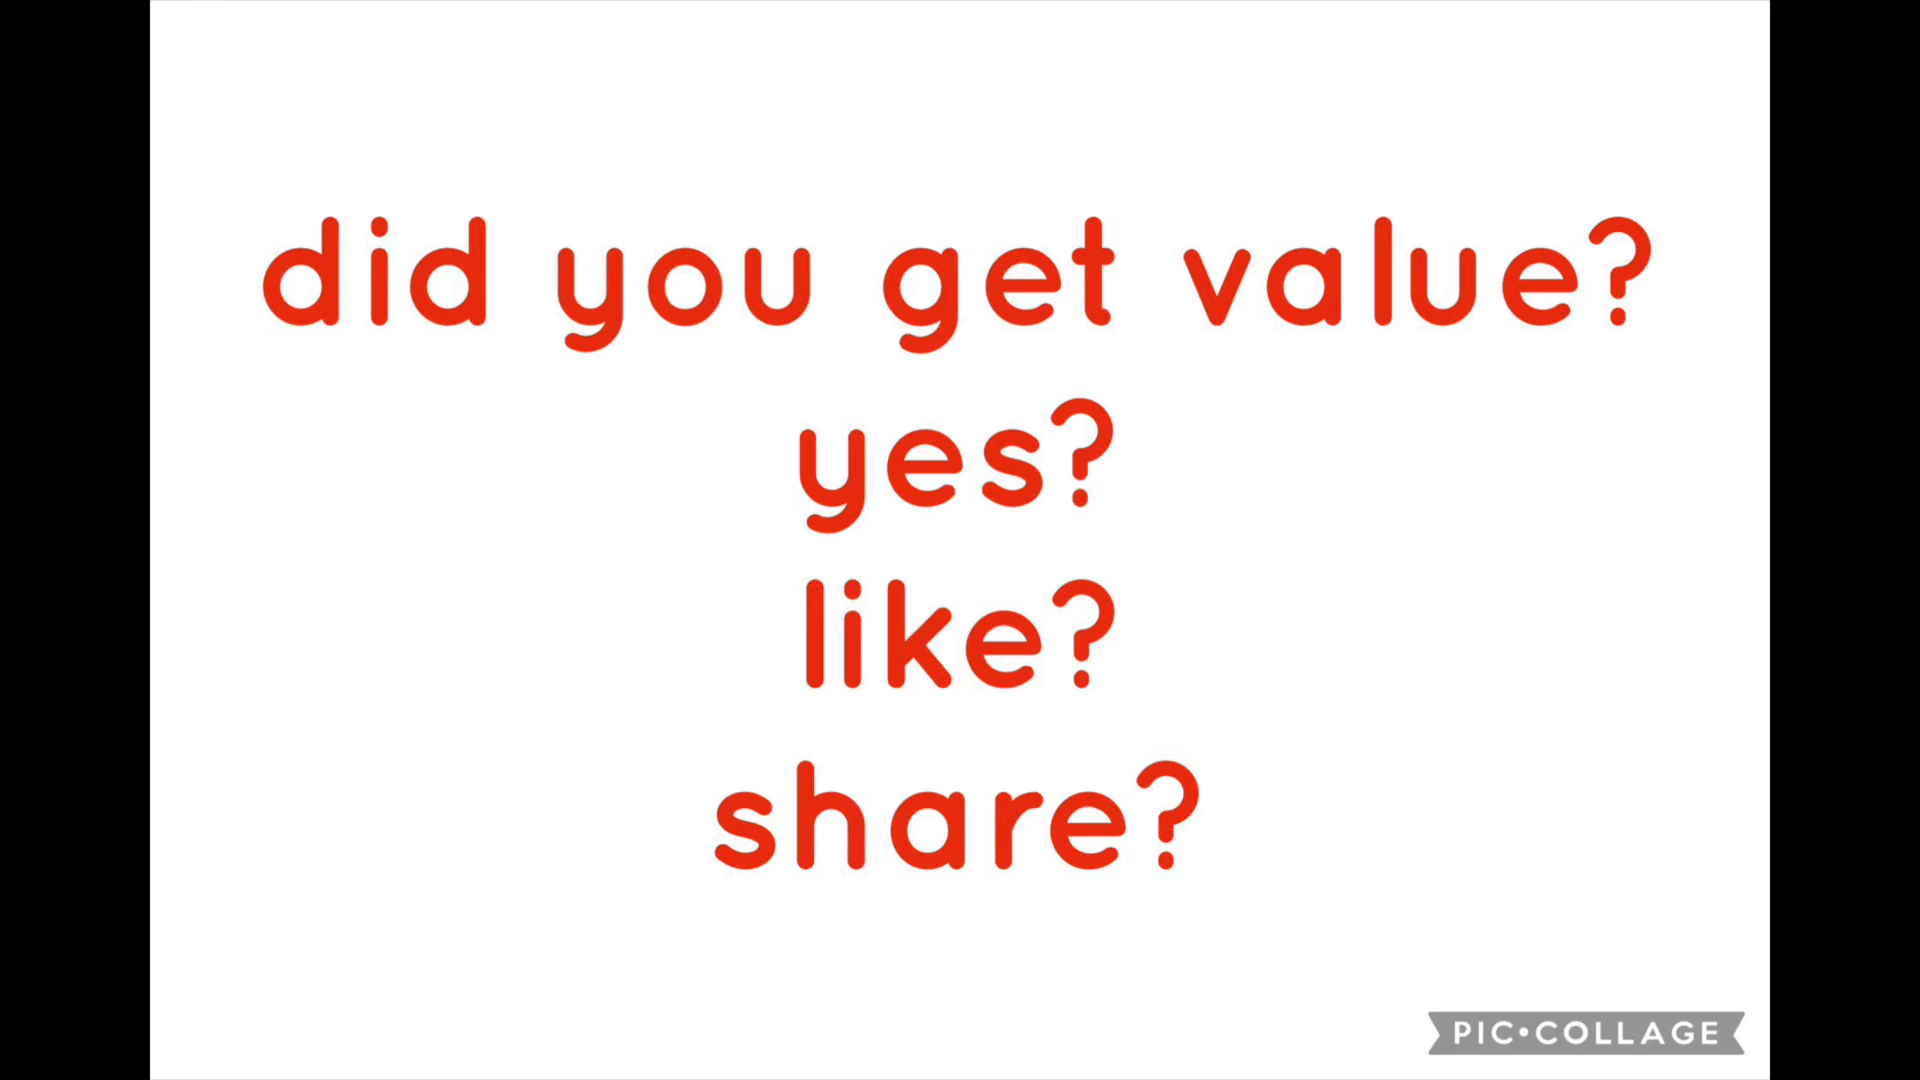 did you get value?
yes?
like?
share?
PIC•COLLAGE